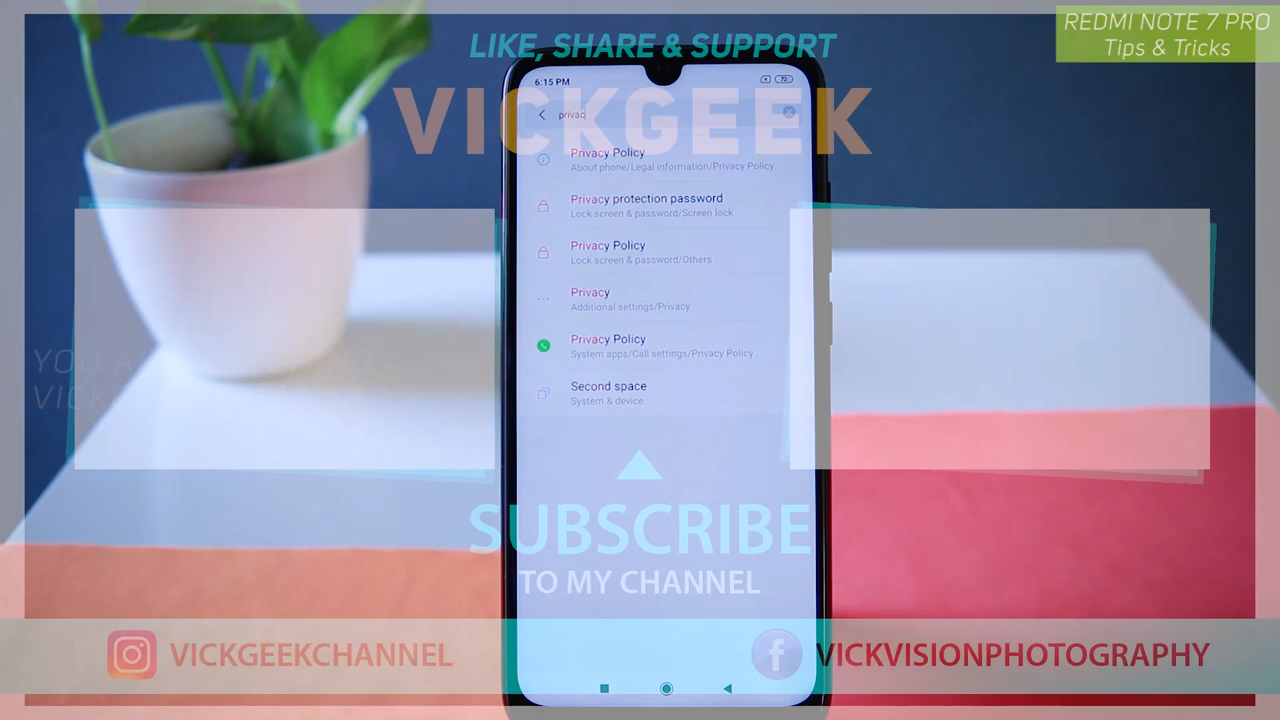 REDMI NOTE 7 PRO
Tips & Tricks
LIKE, SHARE & SUPPORT
VICKGEEK
6:15 PM
72
privac
Privacy Policy
About phone/Legal information/Privacy Policy
Privacy protection password
Lock screen & password/Screen lock
Privacy Policy
Lock screen & password/Others
Privacy
Additional settings/Privacy
Privacy Policy
System apps/Call settings/Privacy Policy
Second space
System & device
YOU A
VICK
SUBSCRIBE
TO MY CHANNEL
VICKGEEKCHANNEL
VICKVISIONPHOTOGRAPHY